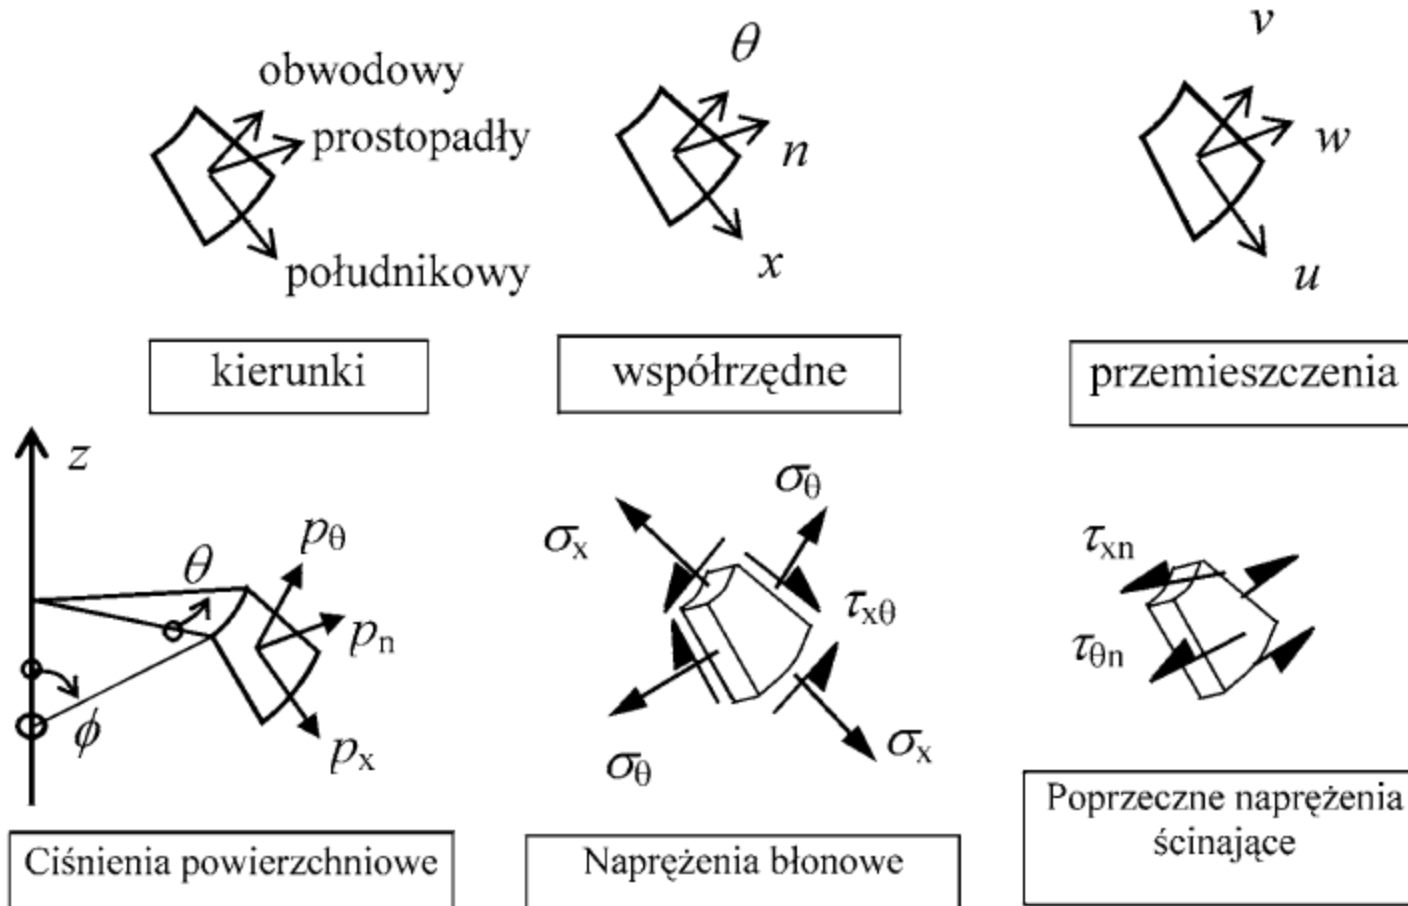 obwodowy
prostopadły
południkowy
kierunki
θ
n
x
współrzędne
v
w
u
przemieszczenia
z
θ
ϕ
pθ
pn
px
Ciśnienia powierzchniowe
σx
σθ
τxθ
σθ
σx
Naprężenia błonowe
τxn
τθn
Poprzeczne naprężenia
ścinające